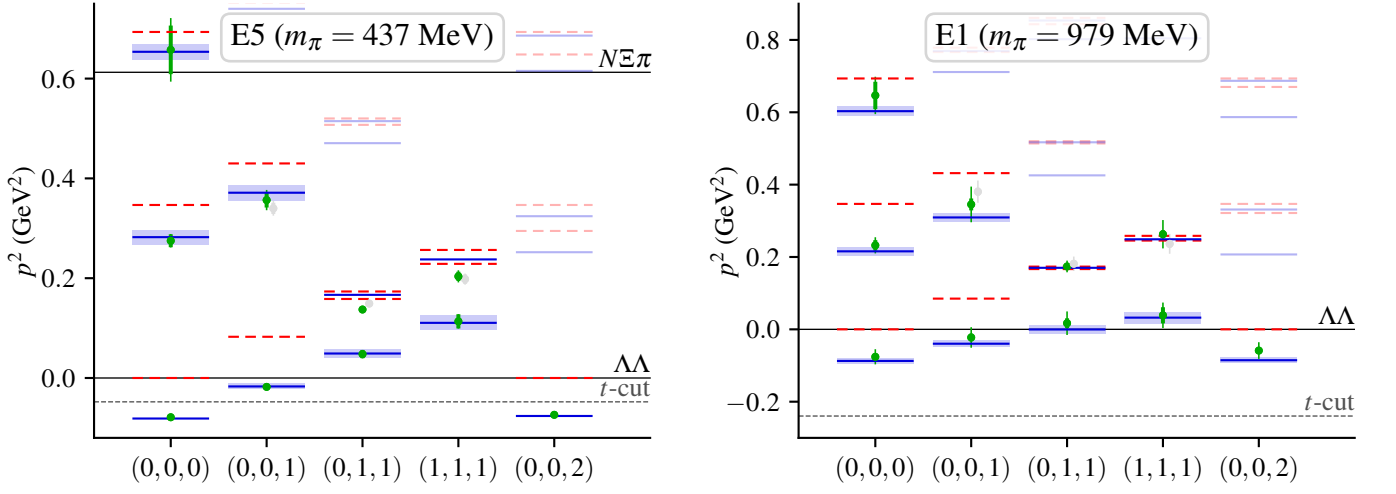 E5 (mπ = 437 MeV)
NΞπ
0.6
0.4
p² (GeV²)
0.2
ΛΛ
0.0
t-cut
(0,0,0) (0,0,1) (0,1,1) (1,1,1) (0,0,2)
E1 (mπ = 979 MeV)
0.8
0.6
0.4
p² (GeV²)
0.2
ΛΛ
0.0
−0.2
t-cut
(0,0,0) (0,0,1) (0,1,1) (1,1,1) (0,0,2)